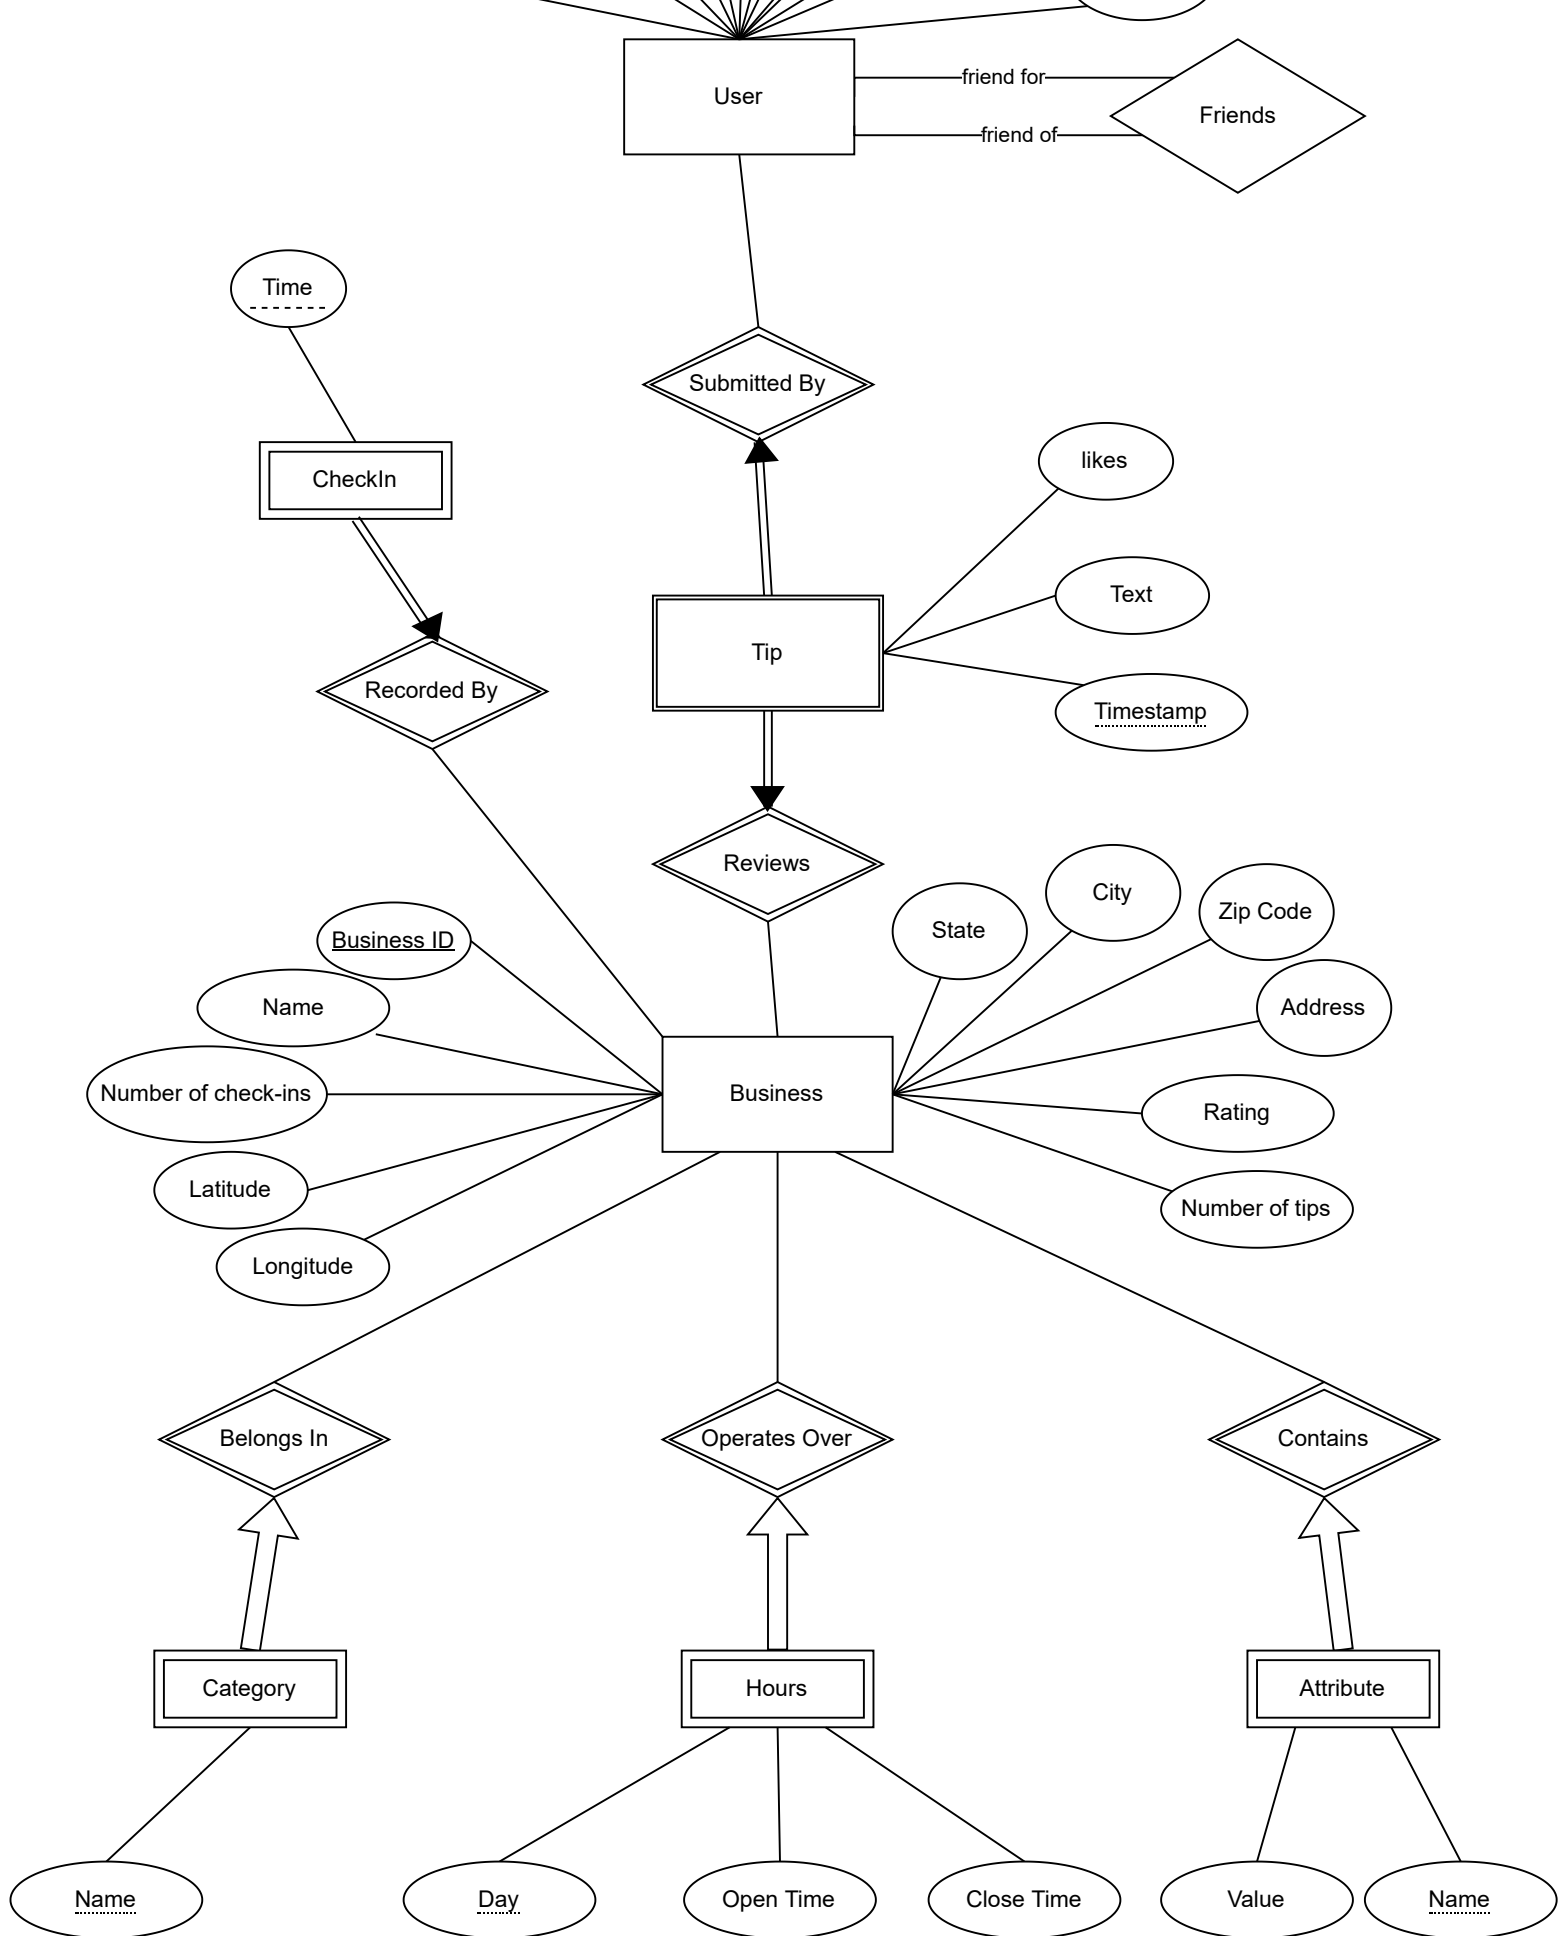 User
friend for
Friends
friend of
Time
Submitted By
likes
CheckIn
Text
Tip
Recorded By
Timestamp
Reviews
City
Zip Code
State
Business ID
Name
Address
Number of check-ins
Business
Rating
Latitude
Number of tips
Longitude
Belongs In
Operates Over
Contains
Category
Hours
Attribute
Name
Day
Open Time
Close Time
Value
Name